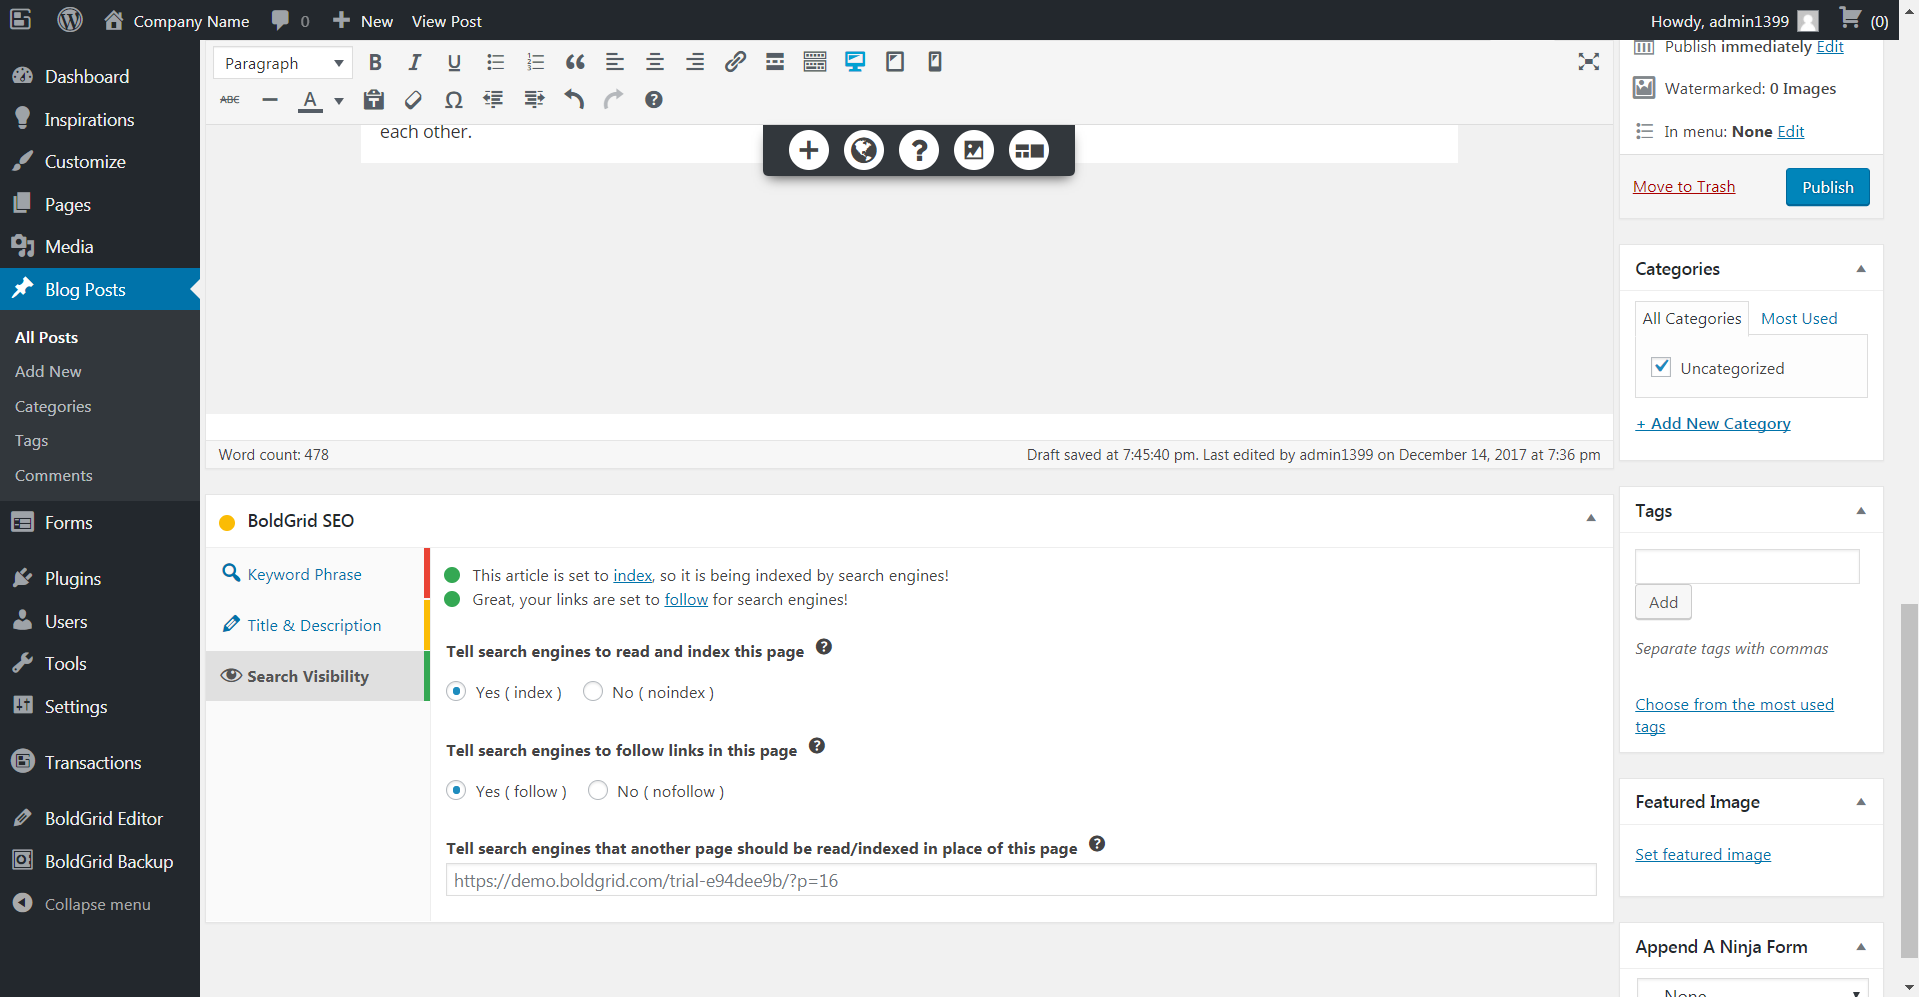 Company Name
0
New
View Post
Howdy, admin1399
(0)
Dashboard
Inspirations
Customize
Pages
Media
Blog Posts
All Posts
Add New
Categories
Tags
Comments
Forms
Plugins
Users
Tools
Settings
Transactions
BoldGrid Editor
BoldGrid Backup
Collapse menu
Paragraph
B
I
U
ABC
A
each other.
Word count: 478
Draft saved at 7:45:40 pm. Last edited by admin1399 on December 14, 2017 at 7:36 pm
BoldGrid SEO
Keyword Phrase
Title & Description
Search Visibility
This article is set to index, so it is being indexed by search engines!
Great, your links are set to follow for search engines!
Tell search engines to read and index this page
Yes ( index )
No ( noindex )
Tell search engines to follow links in this page
Yes ( follow )
No ( nofollow )
Tell search engines that another page should be read/indexed in place of this page
https://demo.boldgrid.com/trial-e94dee9b/?p=16
Publish immediately Edit
Watermarked: 0 Images
In menu: None Edit
Move to Trash
Publish
Categories
All Categories
Most Used
Uncategorized
+ Add New Category
Tags
Add
Separate tags with commas
Choose from the most used
tags
Featured Image
Set featured image
Append A Ninja Form
None